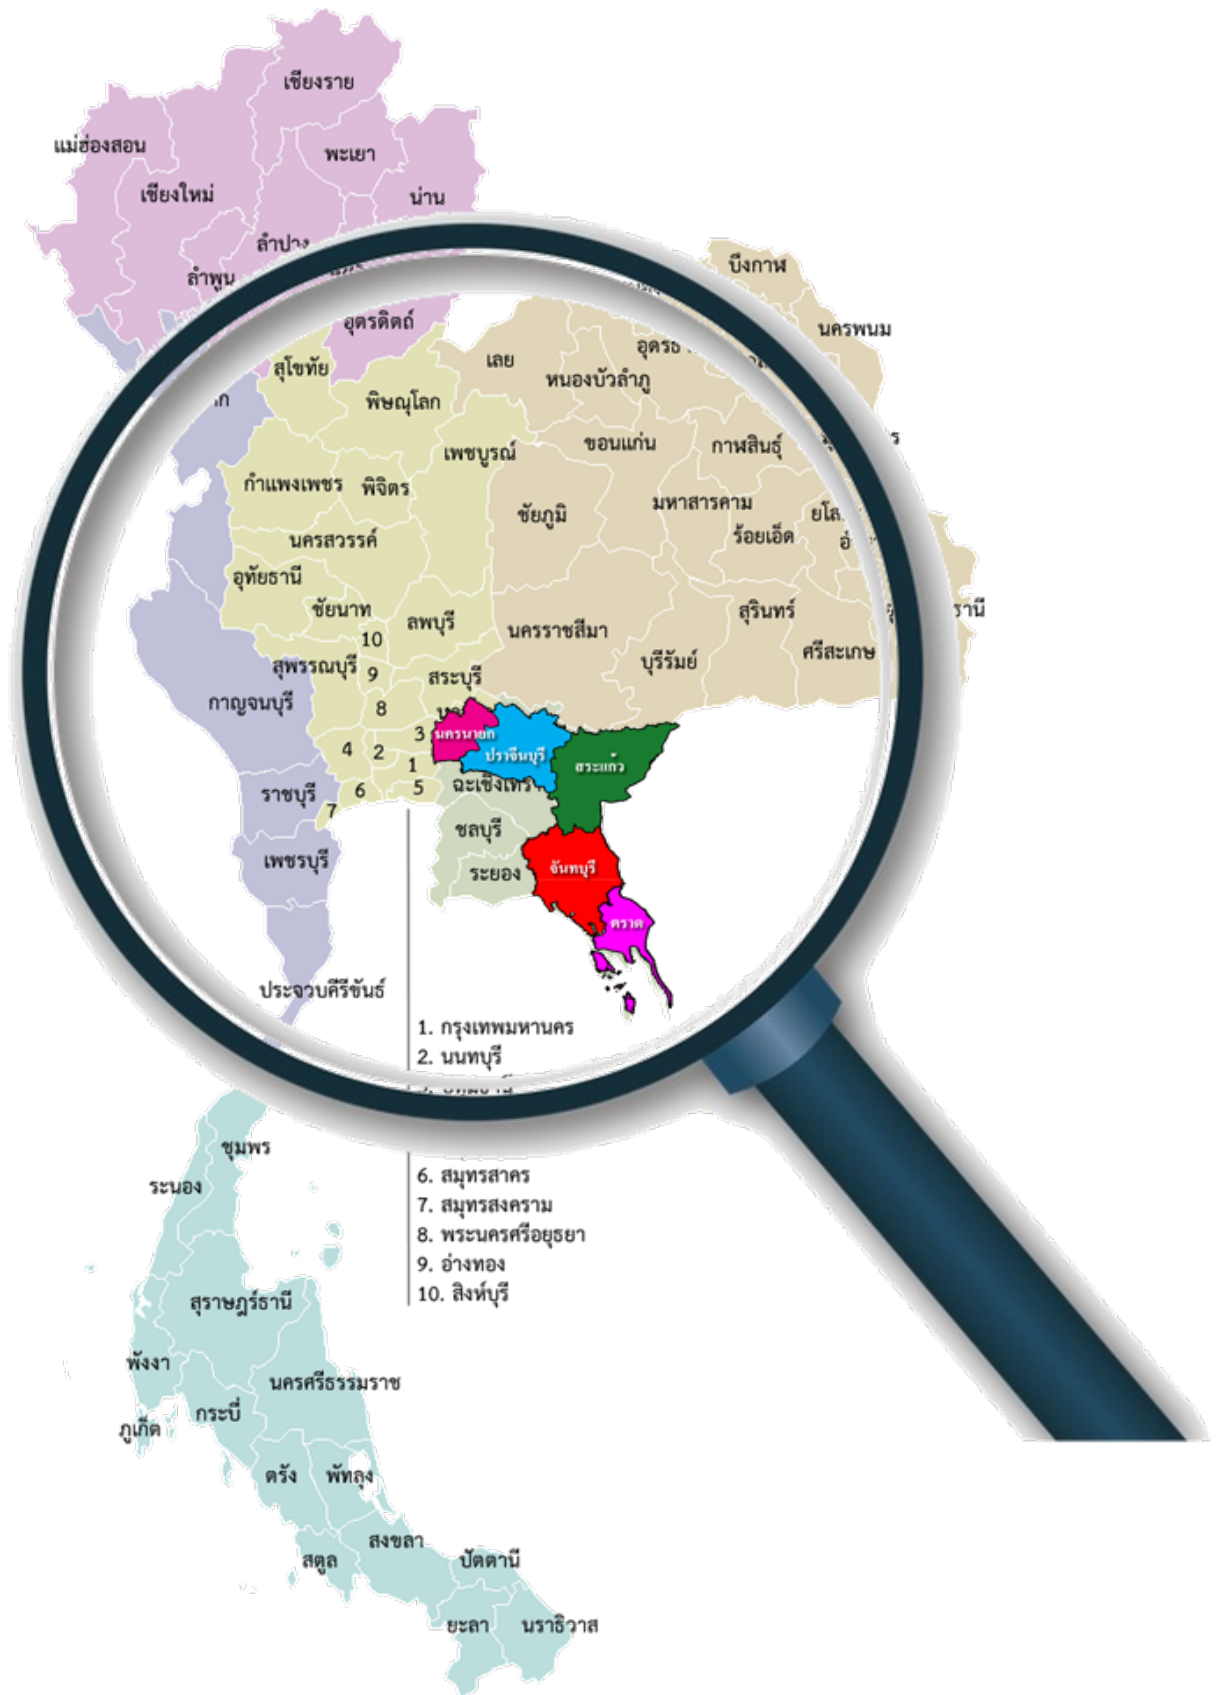 เชียงราย
แม่ฮ่องสอน
พะเยา
เชียงใหม่
น่าน
ลำปาง
ลำพูน
บึงกาฬ
นครพนม
อุตรดิตถ์
สุโขทัย
เลย
หนองบัวลำภู
พิษณุโลก
เพชบูรณ์
ขอนแก่น
กาฬสินธุ์
กำแพงเพชร
พิจิตร
ชัยภูมิ
มหาสารคาม
ร้อยเอ็ด
นครสวรรค์
อุทัยธานี
ชัยนาท
ลพบุรี
นครราชสีมา
สุรินทร์
บุรีรัมย์
ศรีสะเกษ
10
สุพรรณบุรี
9
สระบุรี
กาญจนบุรี
8
3
นครนายก
4
2
1
ปราจีนบุรี
สระแก้ว
ราชบุรี
6
5
7
ชลบุรี
เพชรบุรี
ระยอง
จันทบุรี
ตราด
ประจวบคีรีขันธ์
1. กรุงเทพมหานคร
2. นนทบุรี
6. สมุทรสาคร
7. สมุทรสงคราม
8. พระนครศรีอยุธยา
9. อ่างทอง
10. สิงห์บุรี
ชุมพร
ระนอง
สุราษฎร์ธานี
พังงา
นครศรีธรรมราช
กระบี่
ภูเก็ต
ตรัง
พัทลุง
สงขลา
สตูล
ปัตตานี
ยะลา
นราธิวาส